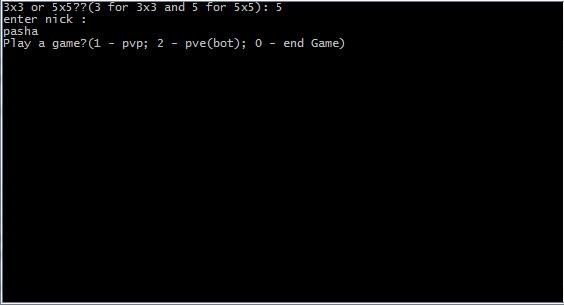 3x3 or 5x5??(3 for 3x3 and 5 for 5x5): 5
enter nick :
pasha
Play a game?(1 - pvp; 2 - pve(bot); 0 - end Game)